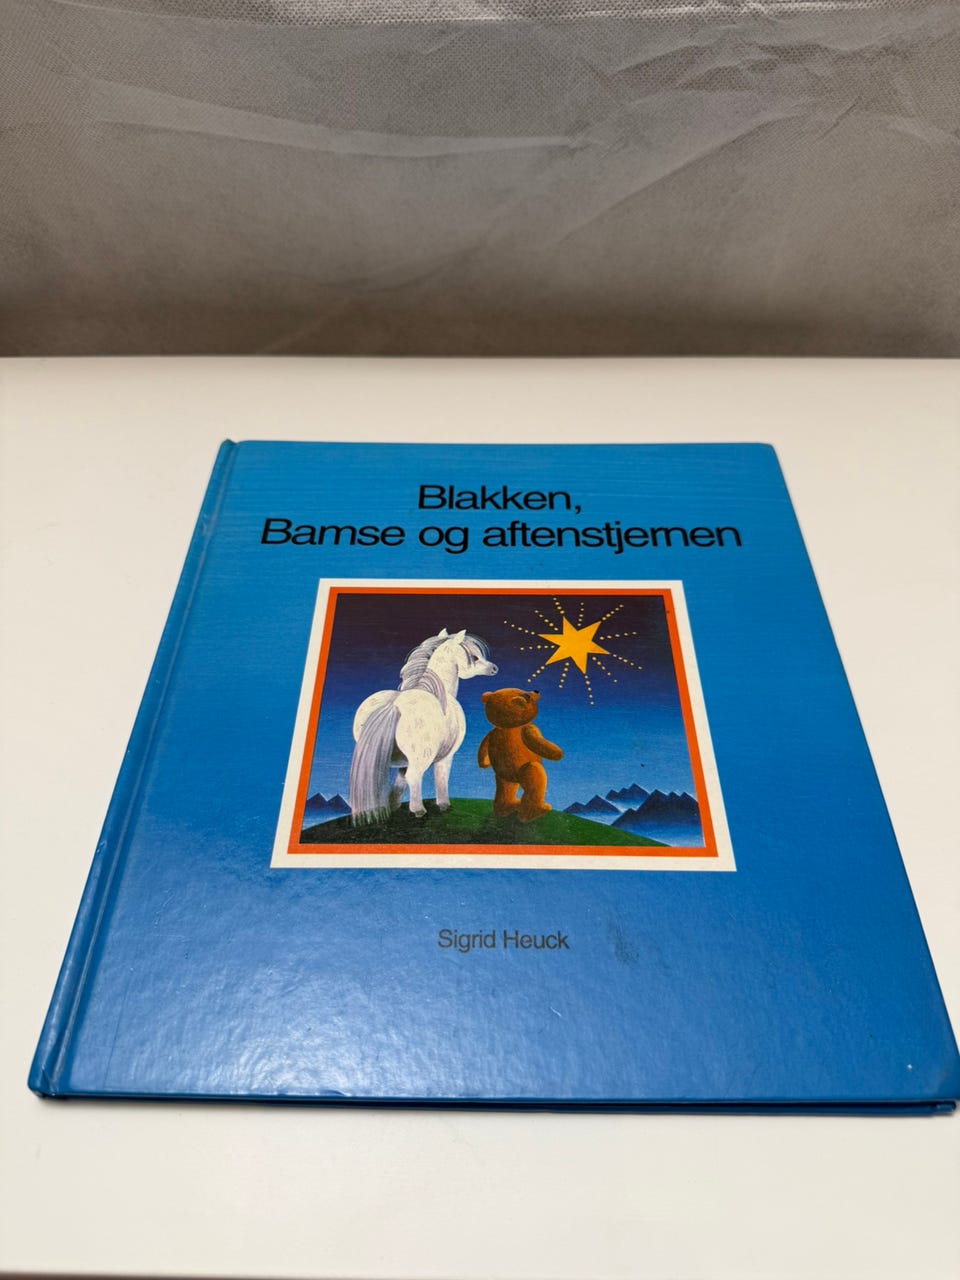 Blakken,
Bamse og aftenstjernen
Sigrid Heuck